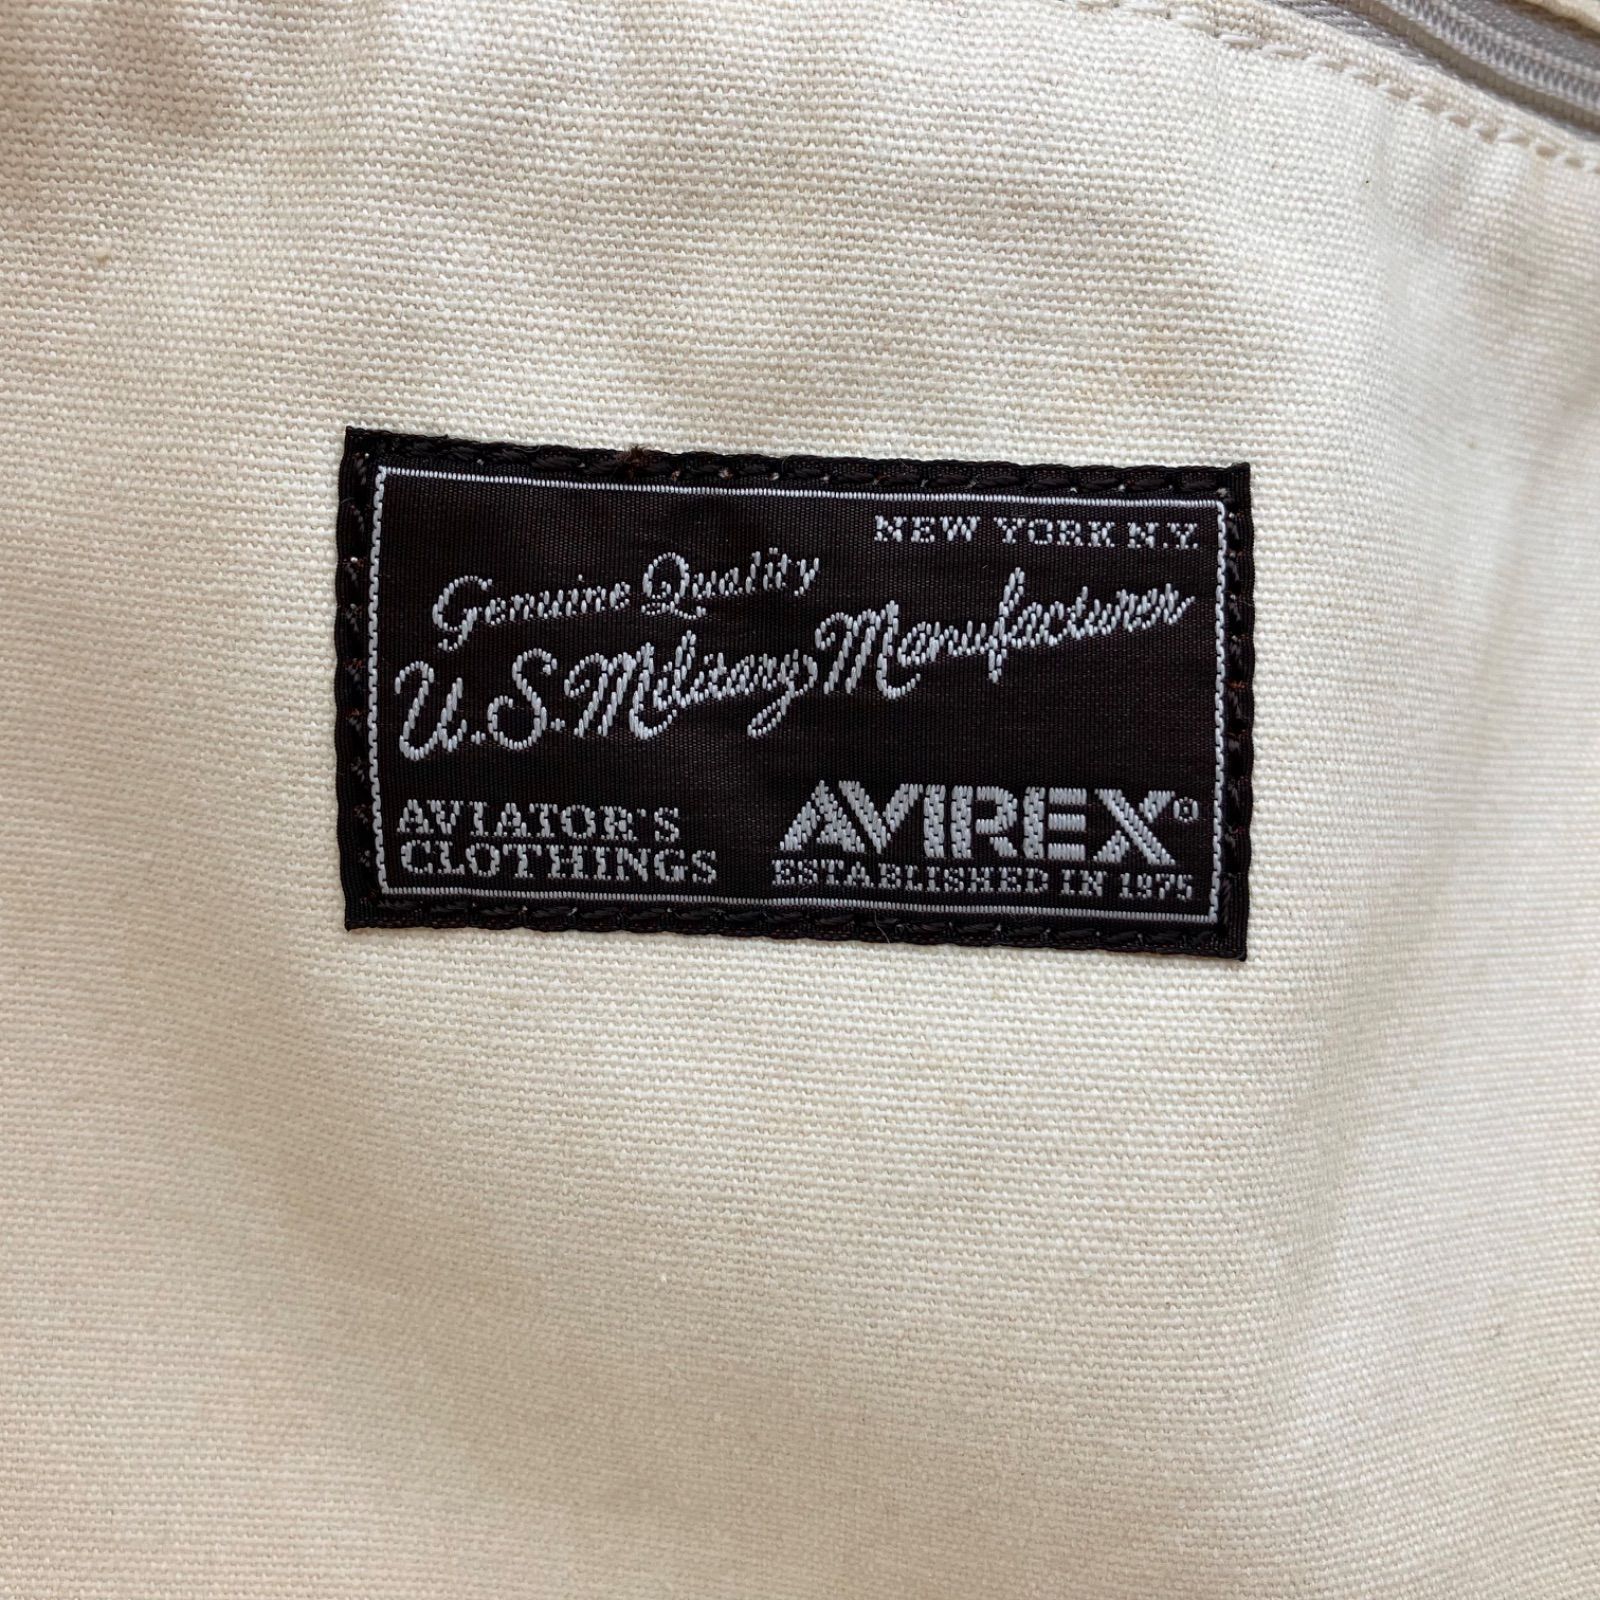 NEW YORK N.Y.
Genuine Quality
U.S. Military Manufacturer
AVIATOR'S
CLOTHINGS
AVIREX®
ESTABLISHED IN 1975